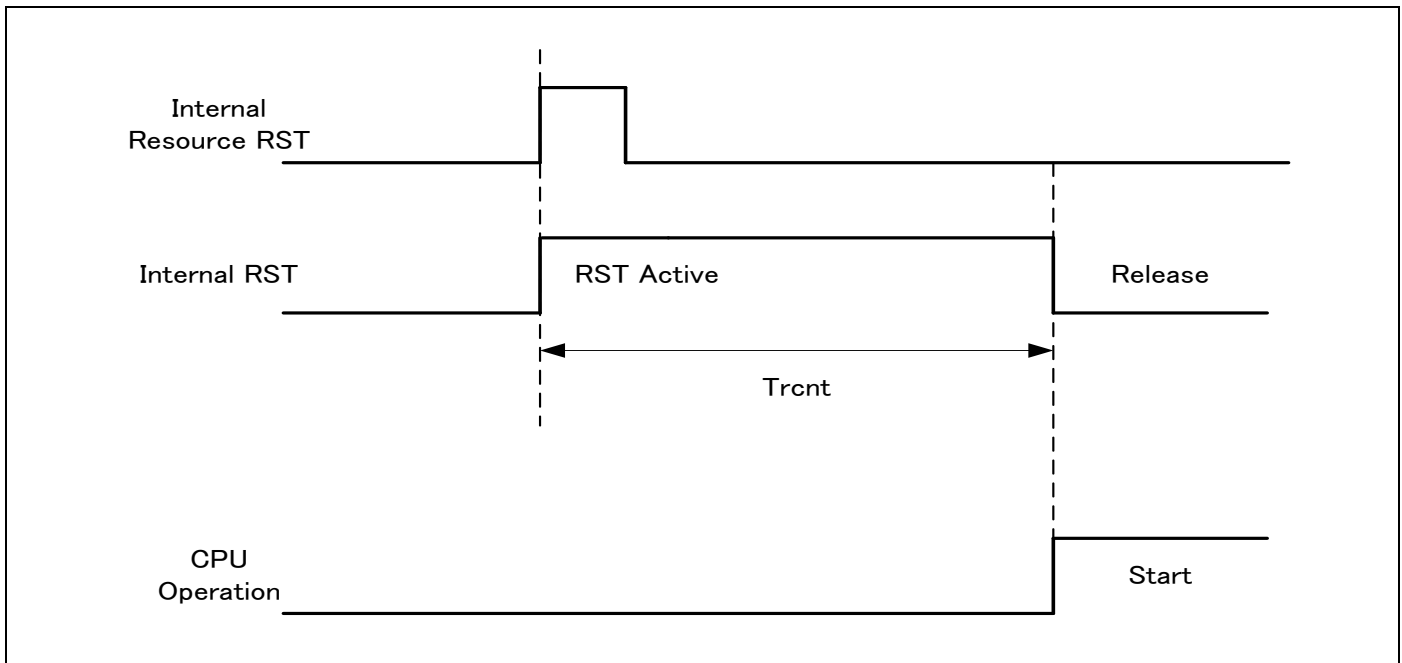 Internal
Resource RST
Internal RST
RST Active
Release
Trcnt
CPU
Operation
Start